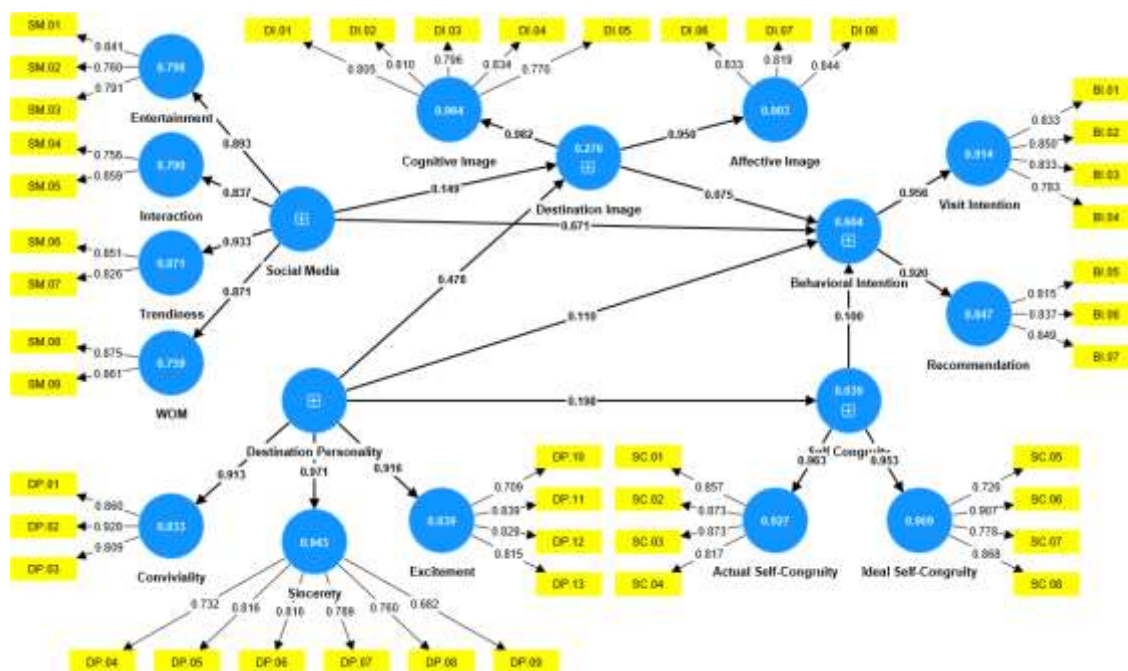 SM.01
DI.01
DI.02
DI.03
DI.04
DI.05
DI.06
DI.07
DI.08
0.841
0.760
0.791
SM.02
SM.03
0.798
Entertainment
0.805
0.810
0.796
0.834
0.770
0.833
0.819
0.844
0.964
Cognitive Image
0.903
Affective Image
BI.01
BI.02
BI.03
BI.04
0.833
0.850
0.833
0.783
0.914
Visit Intention
SM.04
SM.05
0.756
0.859
Interaction
0.893
0.837
0.933
0.871
0.982
0.950
0.276
Destination Image
0.149
0.075
0.671
0.956
0.920
Social Media
Behavioral Intention
SM.06
SM.07
0.851
0.826
0.871
Trendiness
0.478
0.110
0.100
BI.05
BI.06
BI.07
0.815
0.837
0.849
0.847
Recommendation
SM.08
SM.09
0.875
0.861
0.759
WOM
Destination Personality
0.198
0.039
Self Congruity
0.913
0.971
0.916
0.963
0.953
DP.01
DP.02
DP.03
0.860
0.920
0.809
0.833
Conviviality
0.943
Sincerety
0.839
Excitement
DP.10
DP.11
DP.12
DP.13
0.709
0.839
0.829
0.815
SC.01
SC.02
SC.03
SC.04
0.857
0.873
0.873
0.817
0.927
Actual Self-Congruity
Ideal Self-Congruity
SC.05
SC.06
SC.07
SC.08
0.726
0.907
0.778
0.868
0.732
0.816
0.816
0.789
0.760
0.682
DP.04
DP.05
DP.06
DP.07
DP.08
DP.09